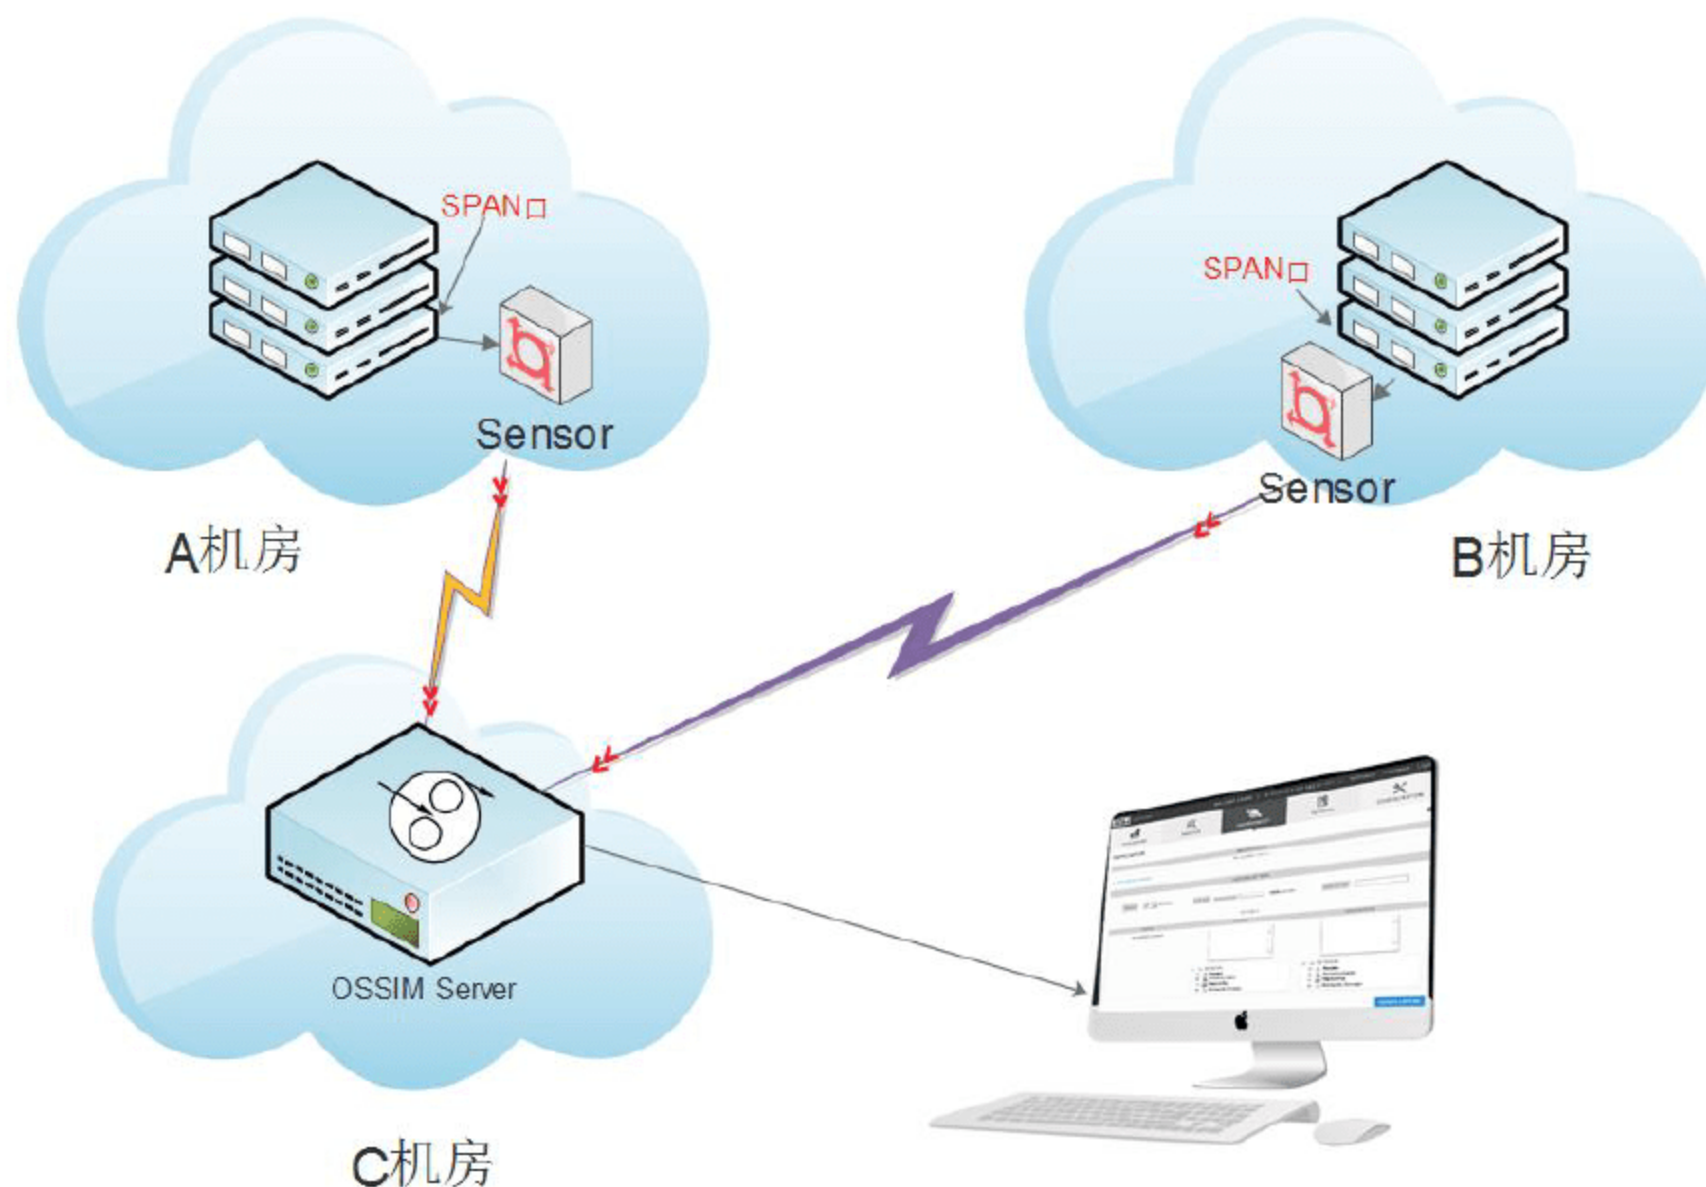 SPAN口
SPAN口
Sensor
Sensor
A机房
B机房
OSSIM Server
C机房